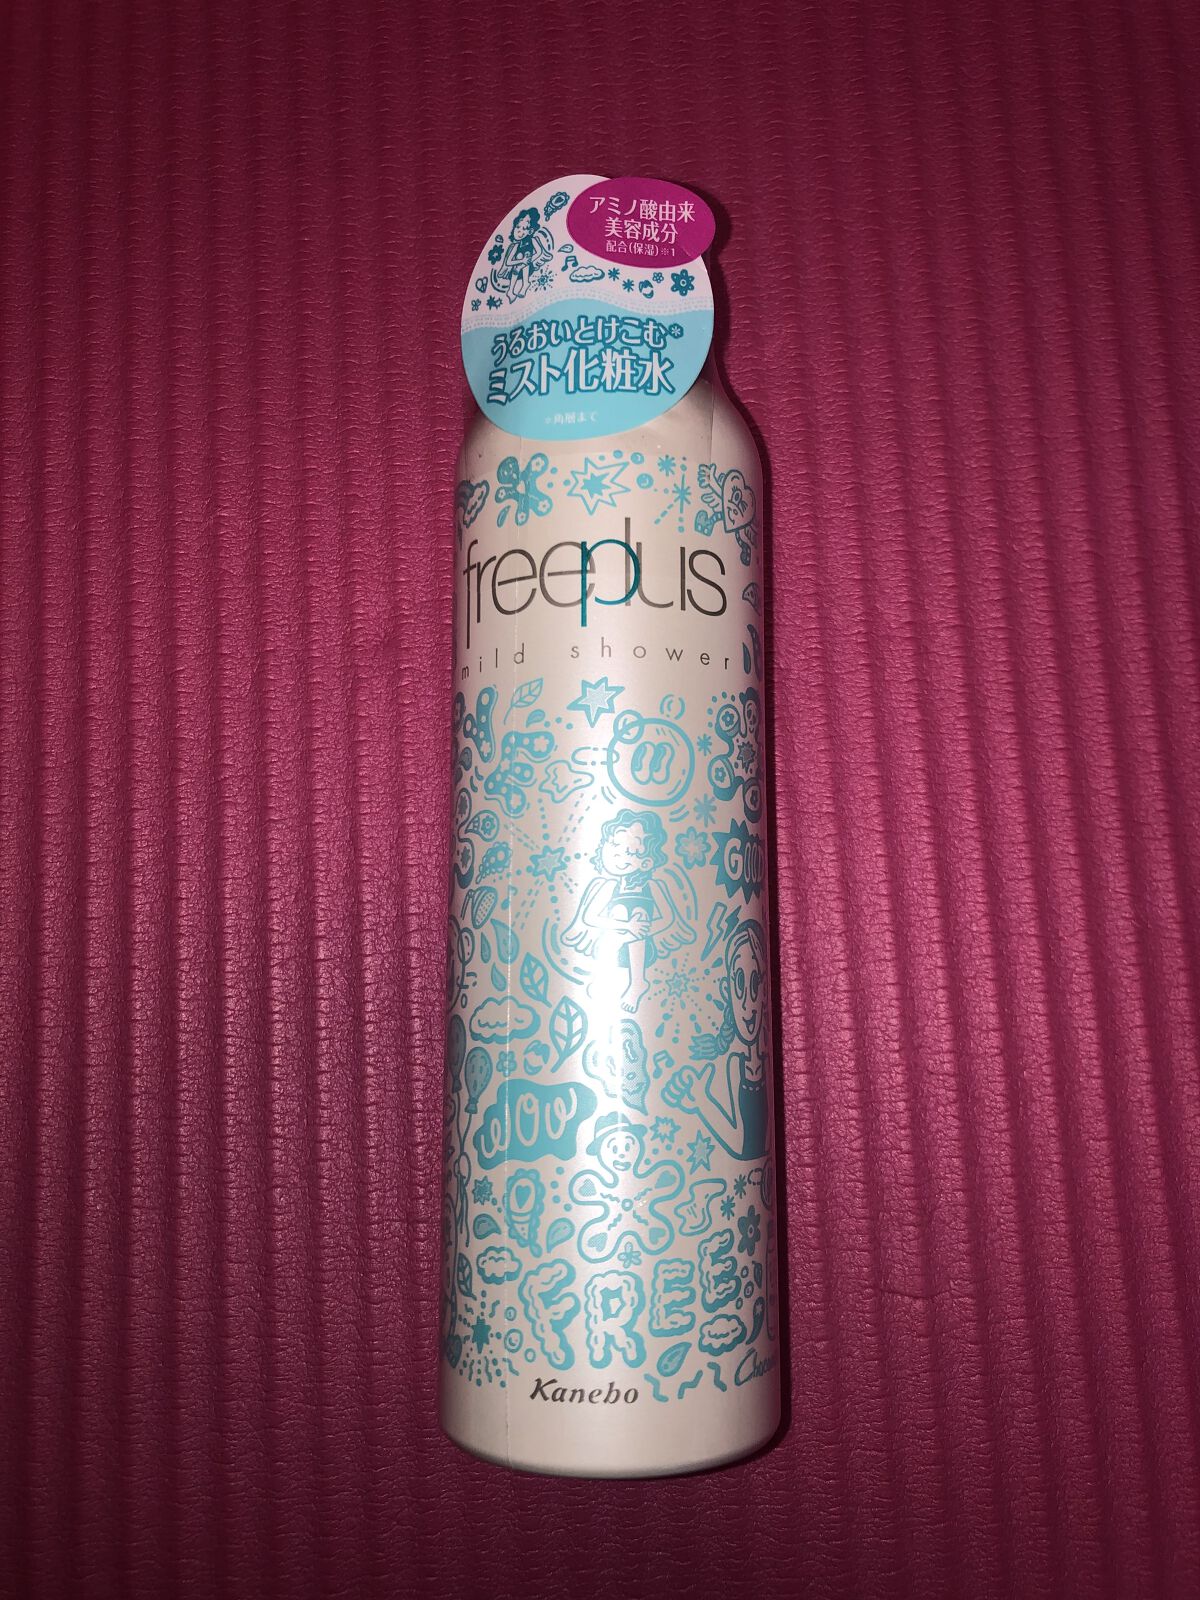 アミノ酸由来
美容成分
配合(保湿)※1
うるおいとけこむ*
ミスト化粧水
*角層まで
freeplus
mild shower
WOW
FREE
Kanebo